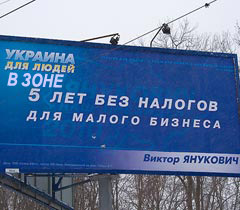 УКРАИНА
ДЛЯ ЛЮДЕЙ
В ЗОНЕ
5 ЛЕТ БЕЗ НАЛОГОВ
ДЛЯ МАЛОГО БИЗНЕСА
Виктор ЯНУКОВИЧ